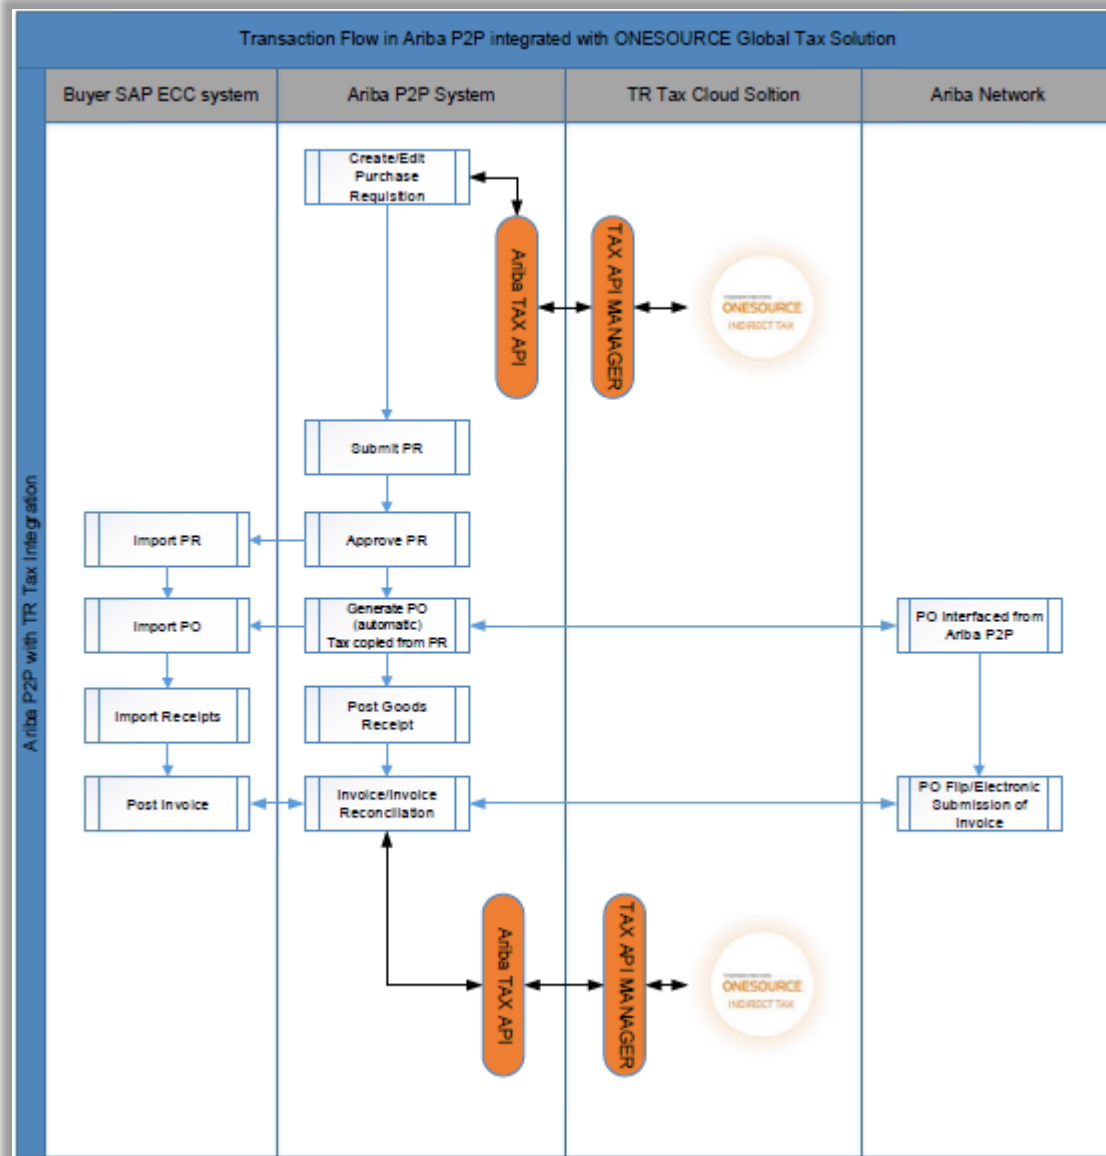 Transaction Flow in Ariba P2P integrated with ONESOURCE Global Tax Solution
Ariba P2P with TR Tax Integration
Buyer SAP ECC system
Ariba P2P System
TR Tax Cloud Soltion
Ariba Network
Create/Edit
Purchase
Requisition
Ariba TAX API
TAX API MANAGER
ONESOURCE
INDIRECT TAX
Submit PR
Import PR
Approve PR
Import PO
Generate PO
(automatic)
Tax copied from PR
PO Interfaced from
Ariba P2P
Import Receipts
Post Goods
Receipt
Post Invoice
Invoice/Invoice
Reconciliation
PO Flip/Electronic
Submission of
Invoice
Ariba TAX API
TAX API MANAGER
ONESOURCE
INDIRECT TAX